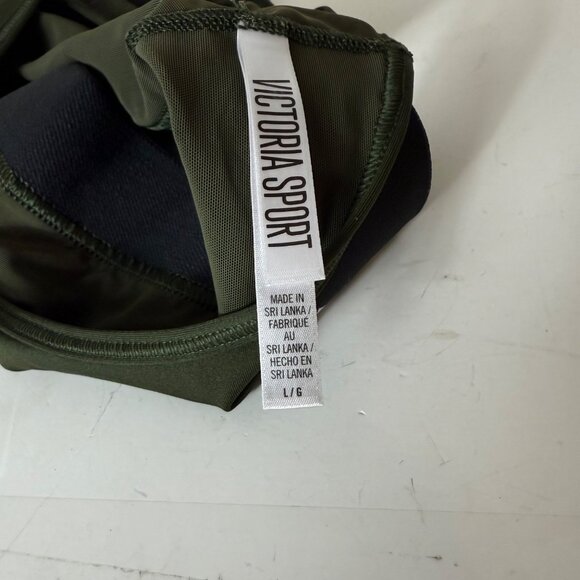 VICTORIA SPORT
MADE IN
SRI LANKA /
FABRIQUÉ
AU
SRI LANKA /
HECHO EN
SRI LANKA
L / G